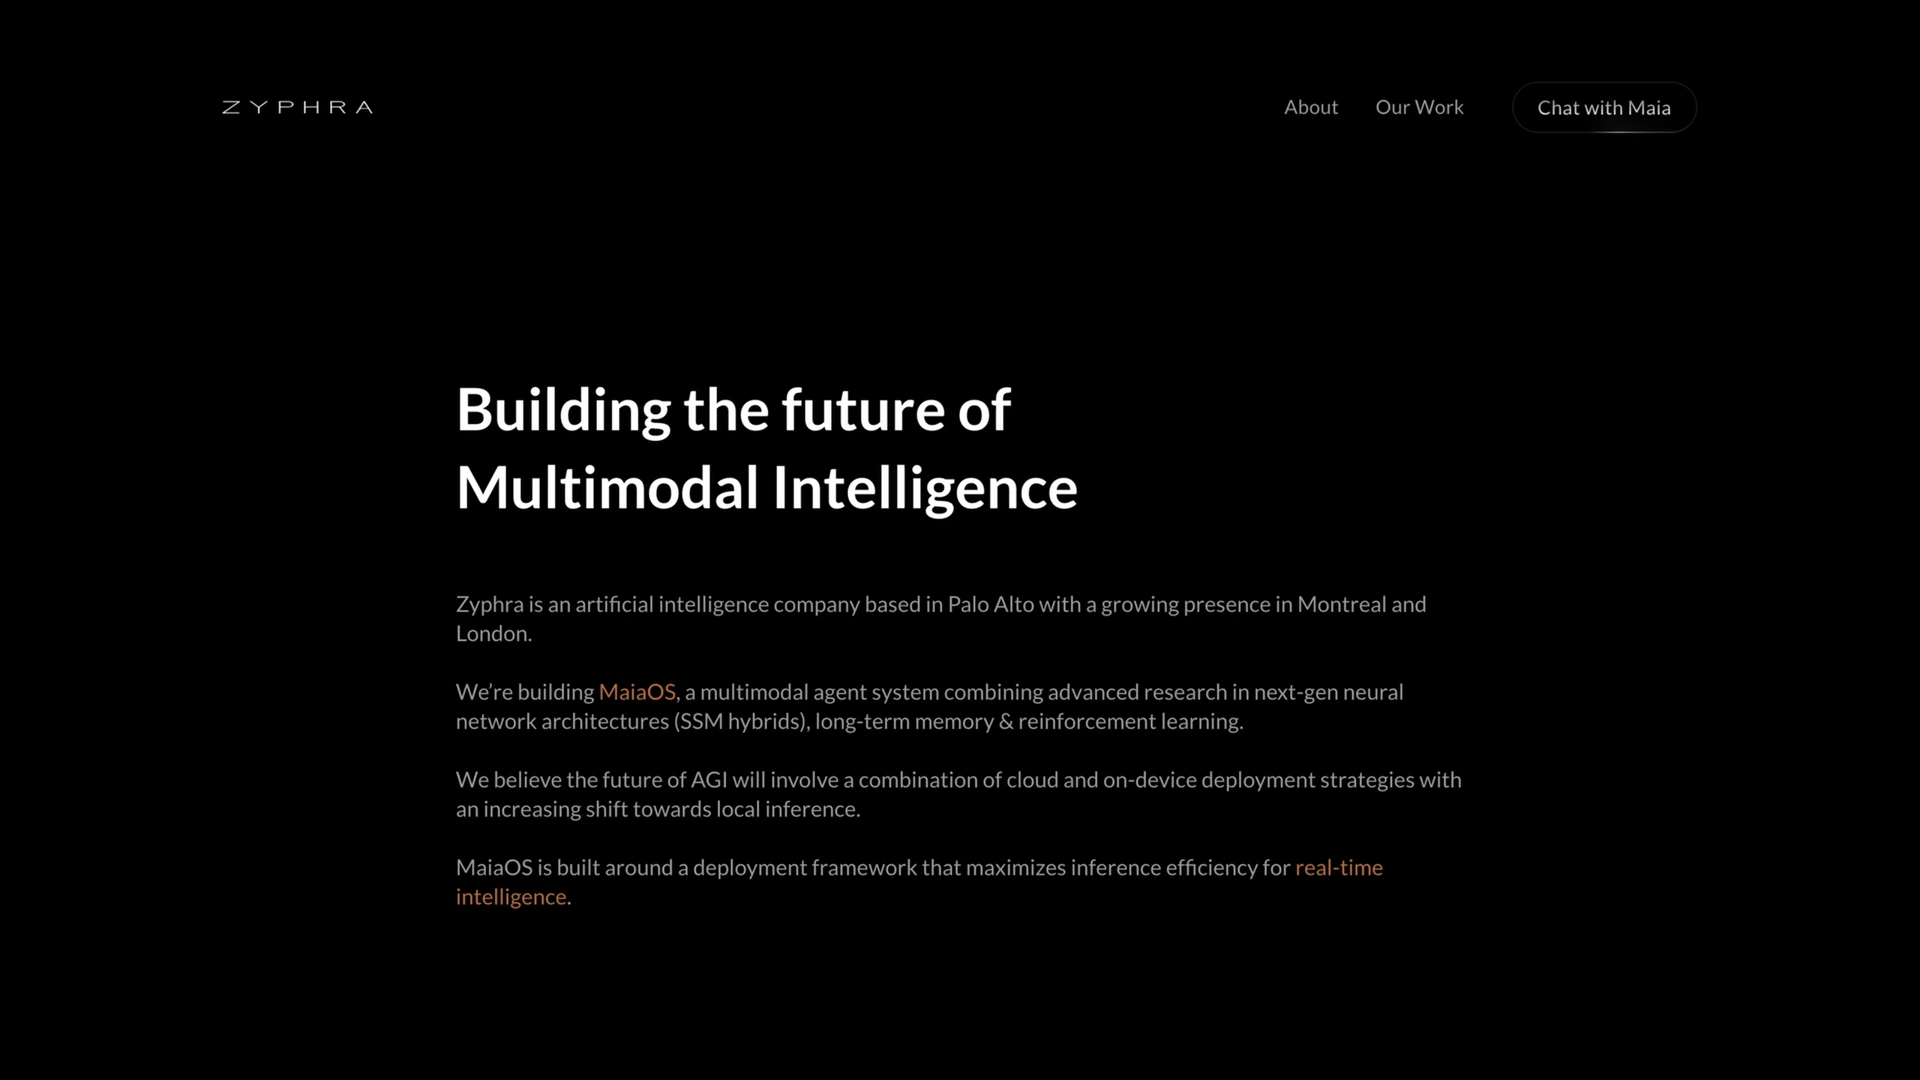 ZYPHRA
About
Our Work
Chat with Maia
Building the future of
Multimodal Intelligence
Zyphra is an artificial intelligence company based in Palo Alto with a growing presence in Montreal and
London.
We’re building MaiaOS, a multimodal agent system combining advanced research in next-gen neural
network architectures (SSM hybrids), long-term memory & reinforcement learning.
We believe the future of AGI will involve a combination of cloud and on-device deployment strategies with
an increasing shift towards local inference.
MaiaOS is built around a deployment framework that maximizes inference efficiency for real-time
intelligence.